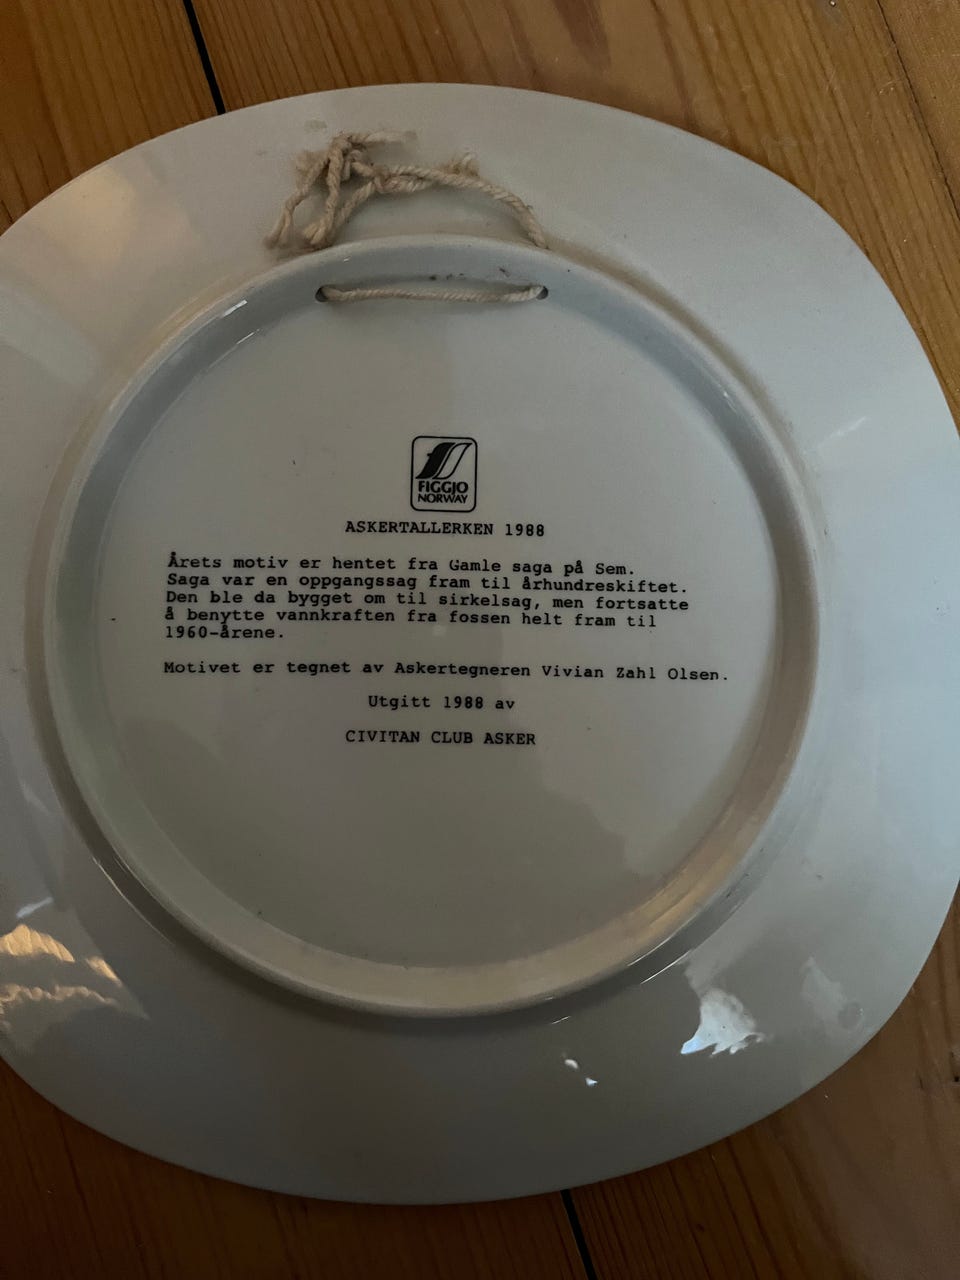 FIGGJO
NORWAY
ASKERTALLERKEN 1988
Årets motiv er hentet fra Gamle saga på Sem.
Saga var en oppgangssag fram til århundreskiftet.
Den ble da bygget om til sirkelsag, men fortsatte
å benytte vannkraften fra fossen helt fram til
1960-årene.
Motivet er tegnet av Askertegneren Vivian Zahl Olsen.
Utgitt 1988 av
CIVITAN CLUB ASKER